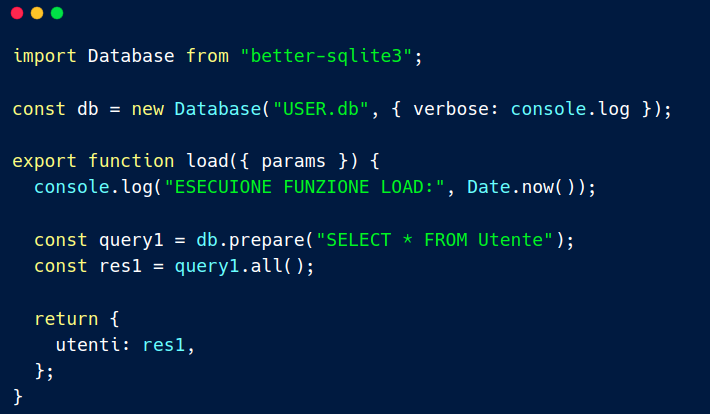 import Database from "better-sqlite3";
const db = new Database("USER.db", { verbose: console.log });
export function load({ params }) {
console.log("ESECUIONE FUNZIONE LOAD:", Date.now());
const query1 = db.prepare("SELECT * FROM Utente");
const res1 = query1.all();
return {
utenti: res1,
};
}